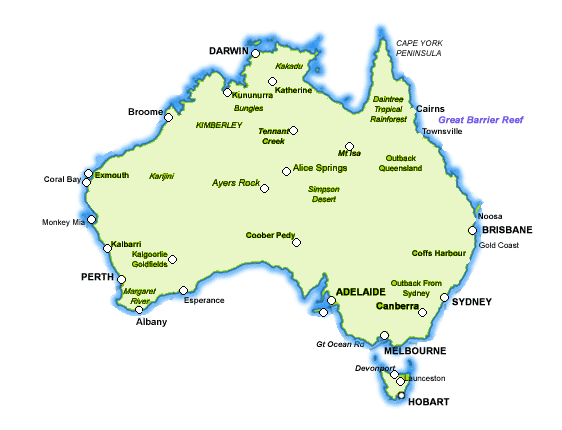 CAPE YORK
PENINSULA
DARWIN
Kakadu
Katherine
Kununurra
Bungles
Daintree
Tropical
Rainforest
Cairns
Great Barrier Reef
Broome
KIMBERLEY
Tennant
Creek
Townsville
Mt Isa
Outback
Queensland
Coral Bay
Exmouth
Karijini
Alice Springs
Ayers Rock
Simpson
Desert
Monkey Mia
Noosa
BRISBANE
Gold Coast
Coober Pedy
Kalbarri
Kalgoorlie
Goldfields
Coffs Harbour
PERTH
Margaret
River
Esperance
Albany
ADELAIDE
Outback From
Sydney
SYDNEY
Canberra
Gt Ocean Rd
MELBOURNE
Devonport
Launceston
HOBART